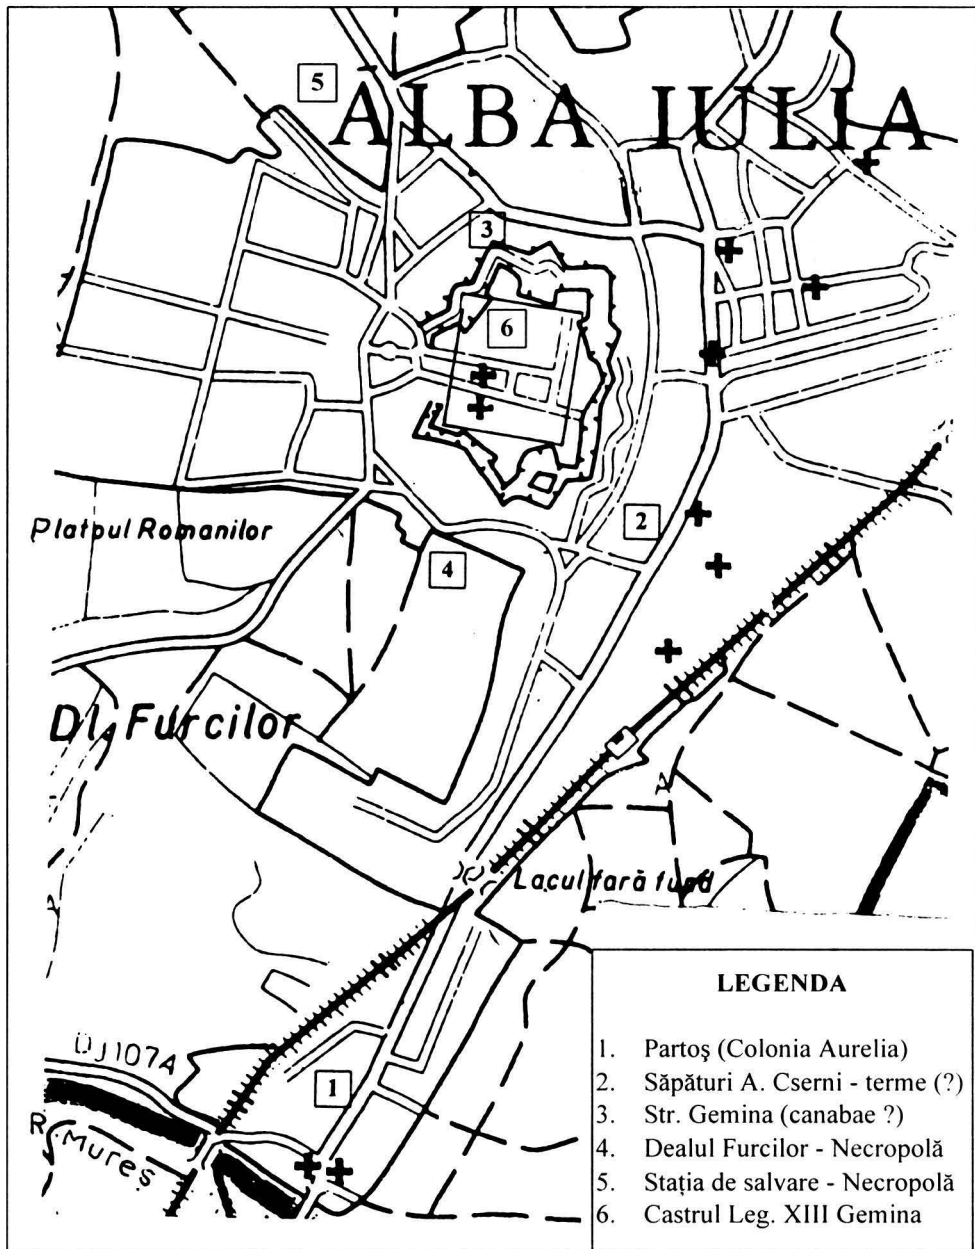 5
ALBA IULIA
3
6
2
Platoul Romanilor
4
Dl. Furcilor
Lacul fară fund
DJ107A
1
R. Mureş
LEGENDA
1. Partoş (Colonia Aurelia)
2. Săpături A. Cserni - terme (?)
3. Str. Gemina (canabae ?)
4. Dealul Furcilor - Necropolă
5. Staţia de salvare - Necropolă
6. Castrul Leg. XIII Gemina